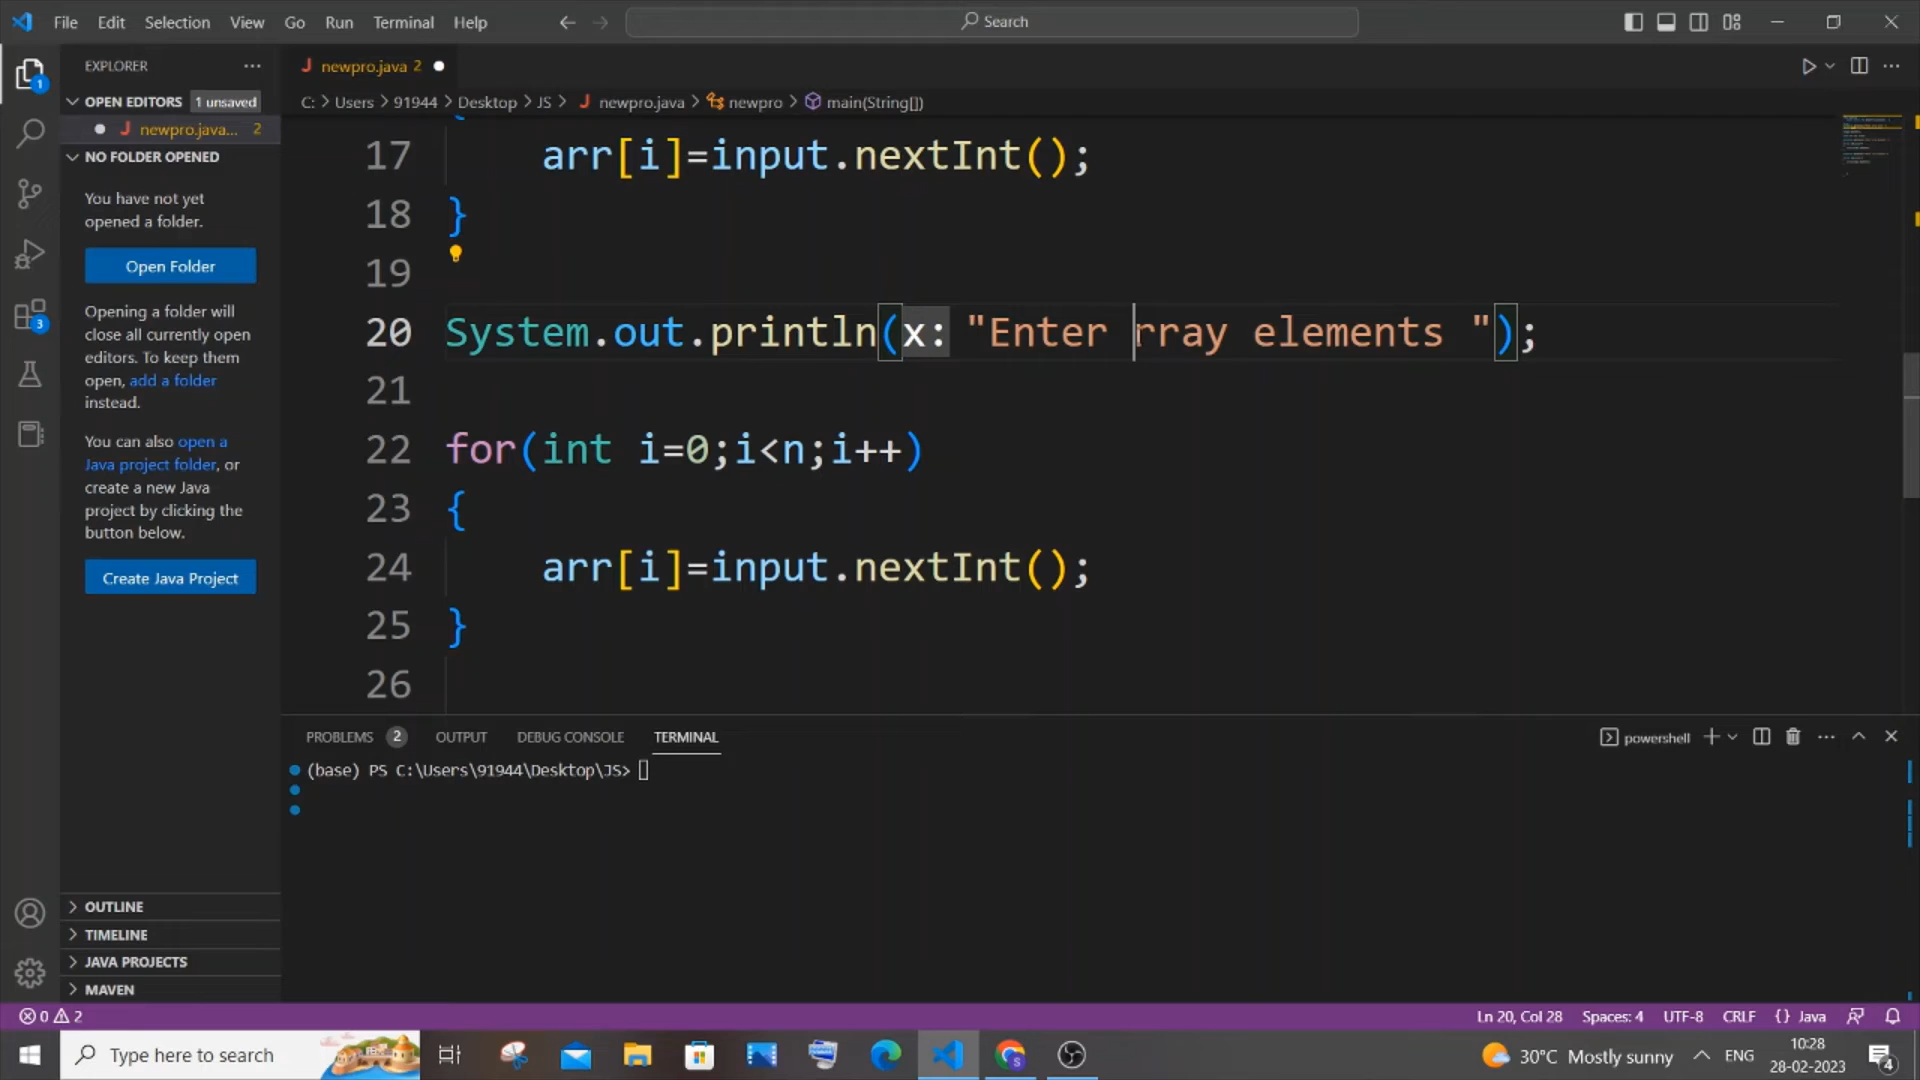 File Edit Selection View Go Run Terminal Help
Search
EXPLORER
newpro.java 2
OPEN EDITORS 1 unsaved
newpro.java... 2
NO FOLDER OPENED
You have not yet
opened a folder.
Open Folder
Opening a folder will
close all currently open
editors. To keep them
open, add a folder
instead.
You can also open a
Java project folder, or
create a new Java
project by clicking the
button below.
Create Java Project
OUTLINE
TIMELINE
JAVA PROJECTS
MAVEN
1
3
C: > Users > 91944 > Desktop > JS > newpro.java > newpro > main(String[])
17 arr[i]=input.nextInt();
18 }
19
20 System.out.println(x: "Enter rray elements ");
21
22 for(int i=0;i<n;i++)
23 {
24 arr[i]=input.nextInt();
25 }
26
PROBLEMS 2 OUTPUT DEBUG CONSOLE TERMINAL
powershell
(base) PS C:\Users\91944\Desktop\JS>
0 2
Ln 20, Col 28 Spaces: 4 UTF-8 CRLF {} Java
Type here to search
30°C Mostly sunny
ENG
10:28
28-02-2023
4